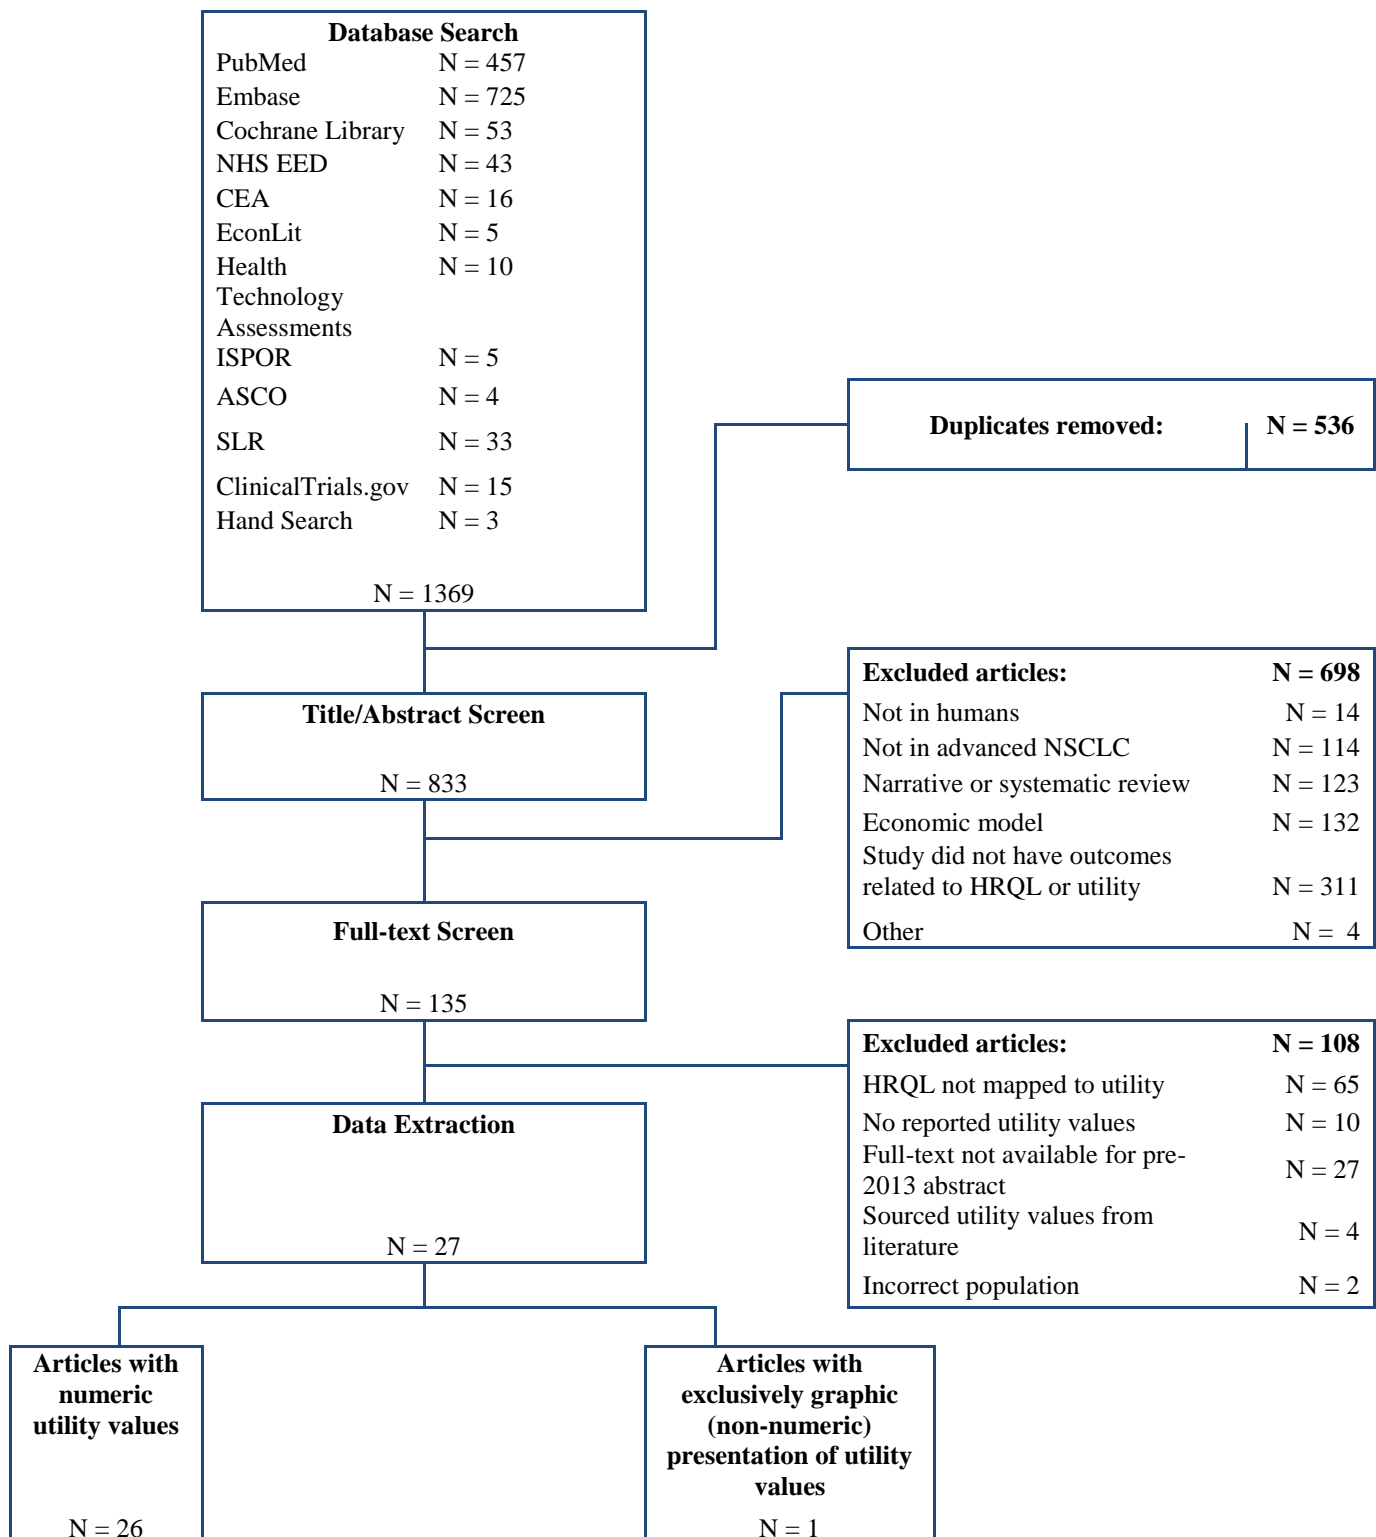 Database Search
PubMed N = 457
Embase N = 725
Cochrane Library N = 53
NHS EED N = 43
CEA N = 16
EconLit N = 5
Health N = 10
Technology
Assessments
ISPOR N = 5
ASCO N = 4
SLR N = 33
ClinicalTrials.gov N = 15
Hand Search N = 3
N = 1369
Duplicates removed: N = 536
Title/Abstract Screen
N = 833
Excluded articles: N = 698
Not in humans N = 14
Not in advanced NSCLC N = 114
Narrative or systematic review N = 123
Economic model N = 132
Study did not have outcomes
related to HRQL or utility N = 311
Other N = 4
Full-text Screen
N = 135
Excluded articles: N = 108
HRQL not mapped to utility N = 65
No reported utility values N = 10
Full-text not available for pre-
2013 abstract N = 27
Sourced utility values from
literature N = 4
Incorrect population N = 2
Data Extraction
N = 27
Articles with
numeric
utility values
N = 26
Articles with
exclusively graphic
(non-numeric)
presentation of utility
values
N = 1